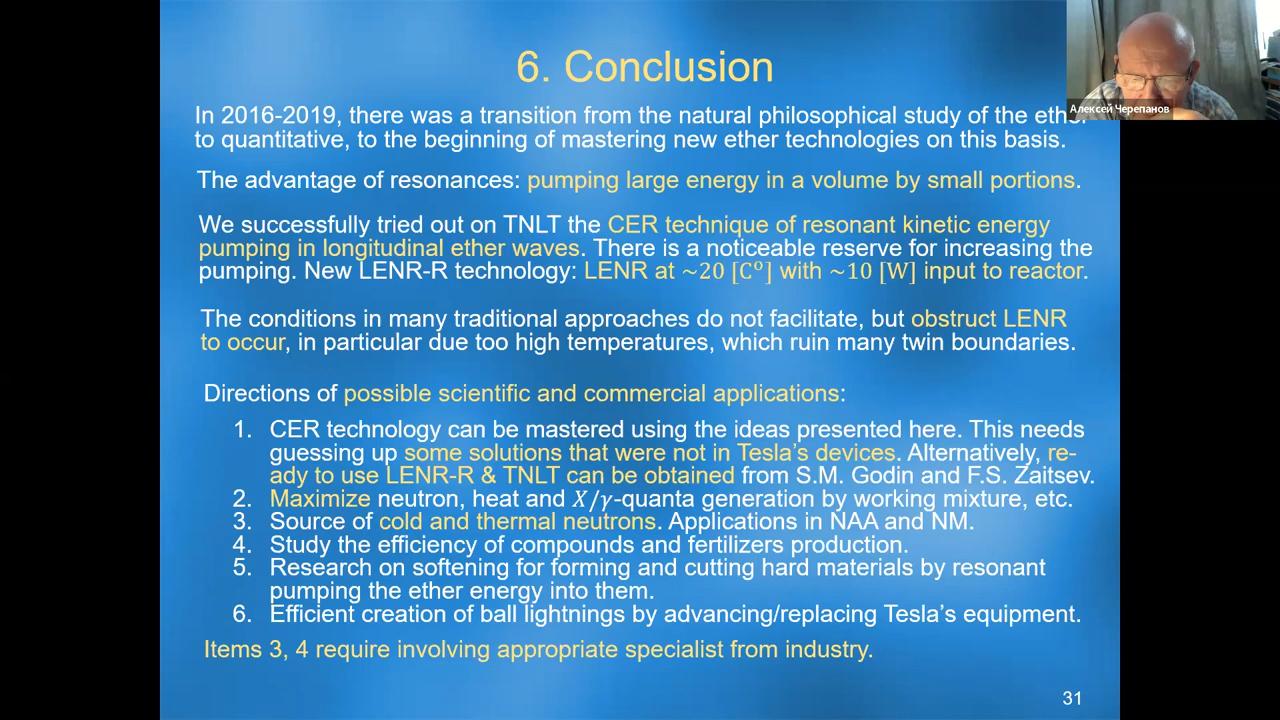 6. Conclusion
Алексей Черепанов
In 2016-2019, there was a transition from the natural philosophical study of the ether
to quantitative, to the beginning of mastering new ether technologies on this basis.
The advantage of resonances: pumping large energy in a volume by small portions.
We successfully tried out on TNLT the CER technique of resonant kinetic energy
pumping in longitudinal ether waves. There is a noticeable reserve for increasing the
pumping. New LENR-R technology: LENR at ~20 [Cº] with ~10 [W] input to reactor.
The conditions in many traditional approaches do not facilitate, but obstruct LENR
to occur, in particular due too high temperatures, which ruin many twin boundaries.
Directions of possible scientific and commercial applications:
1. CER technology can be mastered using the ideas presented here. This needs
guessing up some solutions that were not in Tesla's devices. Alternatively, re-
ady to use LENR-R & TNLT can be obtained from S.M. Godin and F.S. Zaitsev.
2. Maximize neutron, heat and X/γ-quanta generation by working mixture, etc.
3. Source of cold and thermal neutrons. Applications in NAA and NM.
4. Study the efficiency of compounds and fertilizers production.
5. Research on softening for forming and cutting hard materials by resonant
pumping the ether energy into them.
6. Efficient creation of ball lightnings by advancing/replacing Tesla's equipment.
Items 3, 4 require involving appropriate specialist from industry.
31